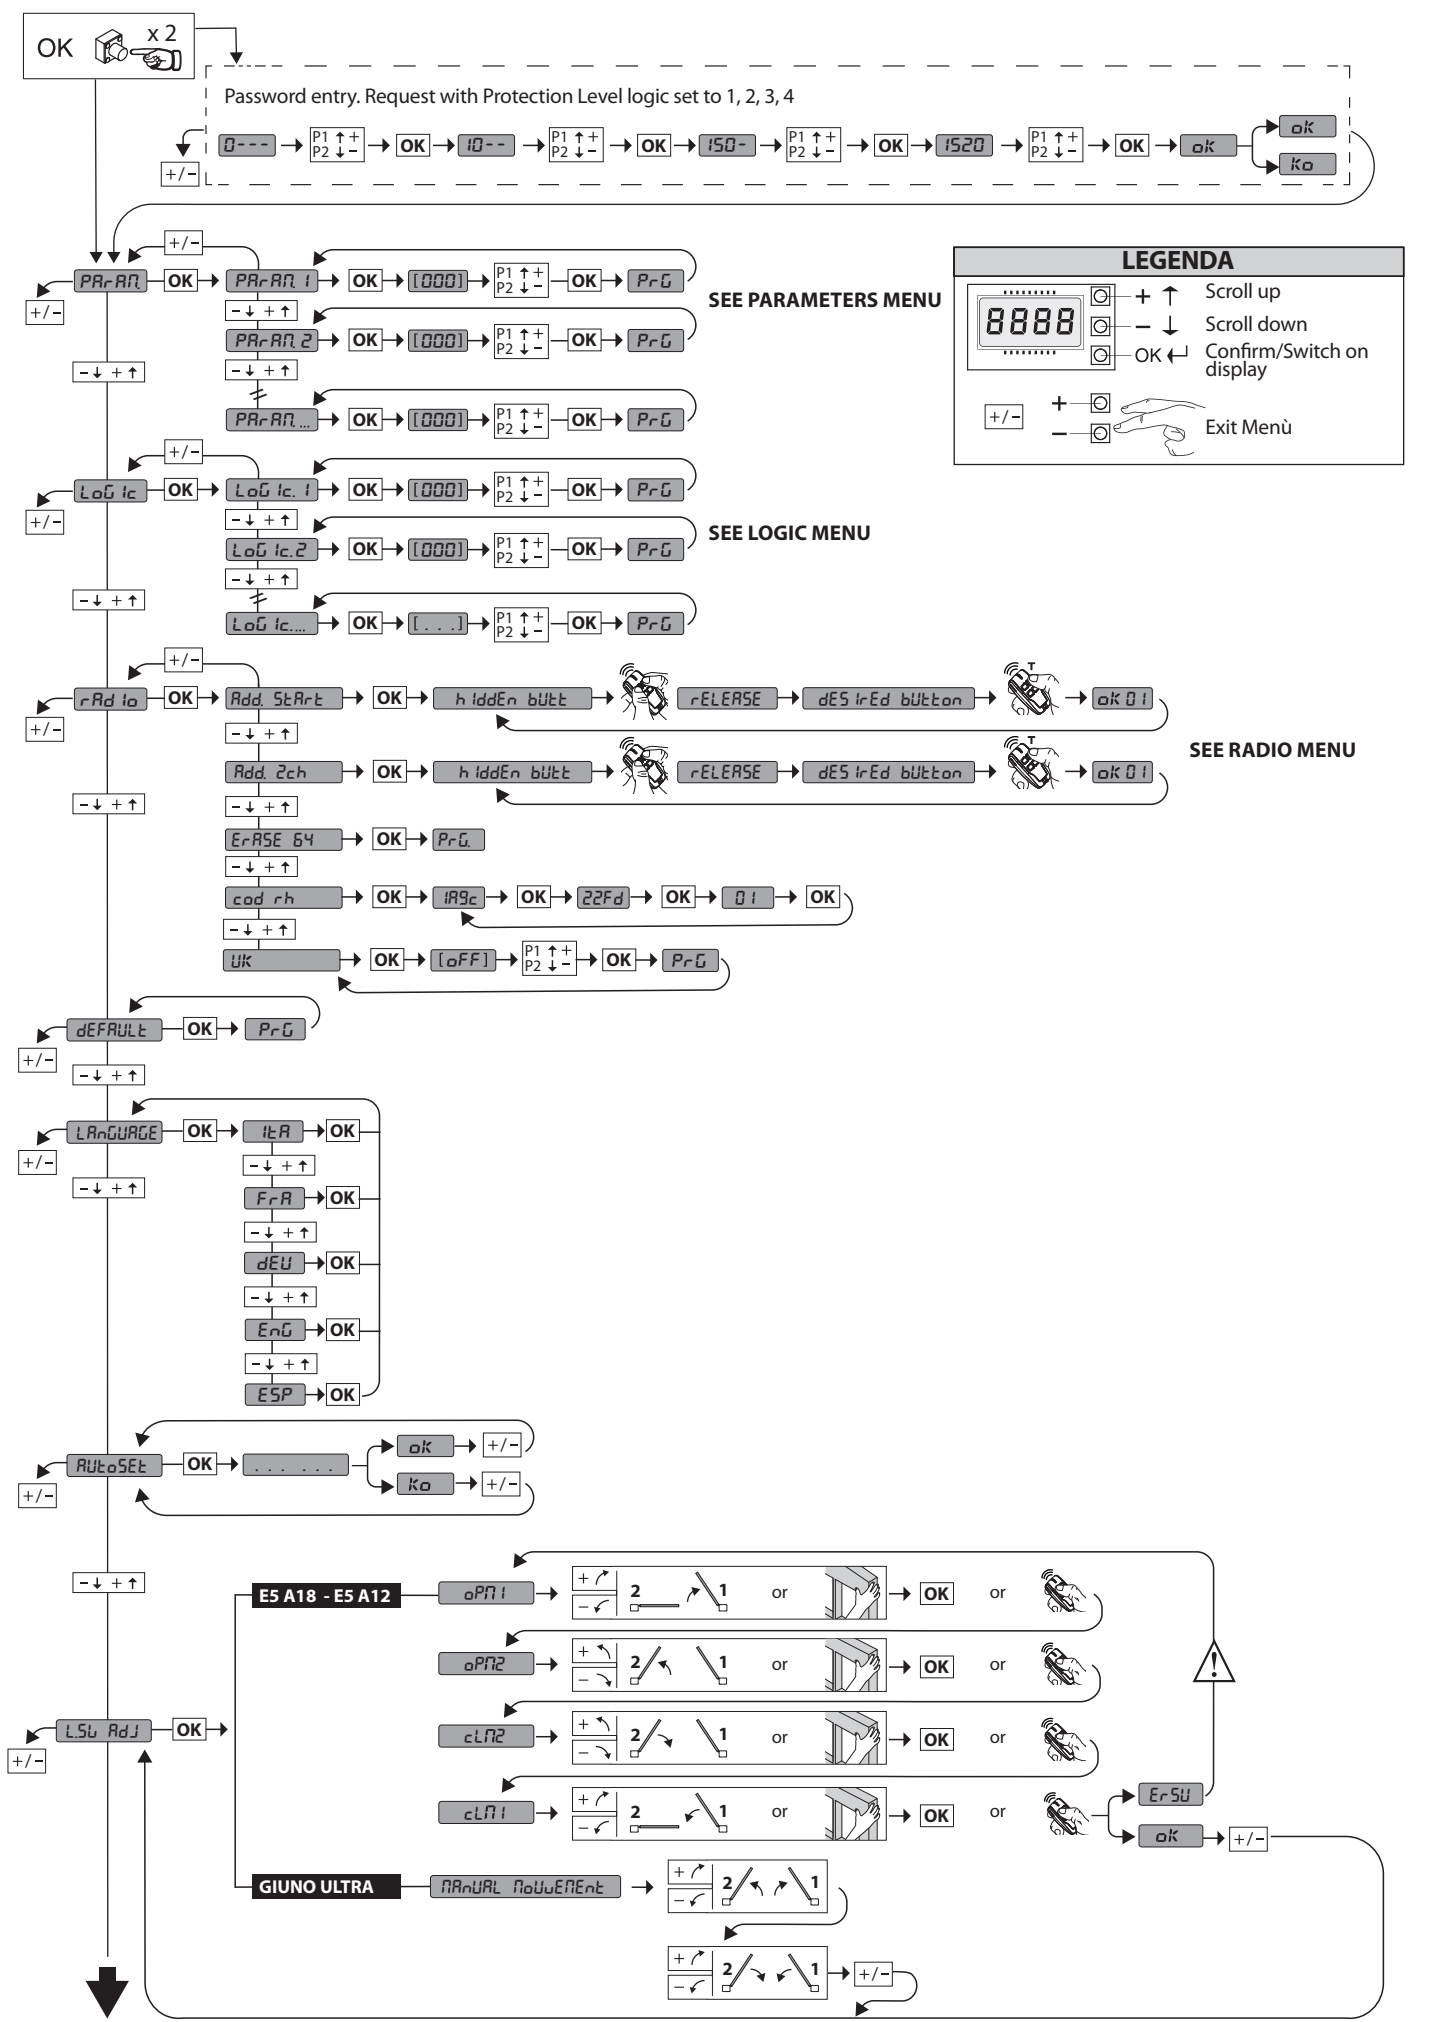 OK x 2
Password entry. Request with Protection Level logic set to 1, 2, 3, 4
0--- P1 ↑ + P2 ↓ − OK 10-- P1 ↑ + P2 ↓ − OK 150- P1 ↑ + P2 ↓ − OK 1520 P1 ↑ + P2 ↓ − OK oK oK
Ko
+/−
LEGENDA
8888
+ ↑ Scroll up
− ↓ Scroll down
OK Confirm/Switch on
display
+/− + − Exit Menù
+/−
PArAM. OK PArAM. 1 OK [000] P1 ↑ + P2 ↓ − OK PrG
+/− − ↓ + ↑
SEE PARAMETERS MENU
PArAM. 2 OK [000] P1 ↑ + P2 ↓ − OK PrG
− ↓ + ↑ − ↓ + ↑
PArAM. ... OK [000] P1 ↑ + P2 ↓ − OK PrG
+/−
LoGIc OK LoGIc. 1 OK [000] P1 ↑ + P2 ↓ − OK PrG
+/− − ↓ + ↑
SEE LOGIC MENU
LoGIc.2 OK [000] P1 ↑ + P2 ↓ − OK PrG
− ↓ + ↑
− ↓ + ↑
LoGIc.... OK [...] P1 ↑ + P2 ↓ − OK PrG
+/−
rAdIo OK Add. StArt OK hIddEn bUtt rELEASE dESIrEd bUtton T oK 01
+/− − ↓ + ↑
SEE RADIO MENU
Add. 2ch OK hIddEn bUtt rELEASE dESIrEd bUtton T oK 01
− ↓ + ↑ − ↓ + ↑
ErASE 64 OK PrG.
− ↓ + ↑
cod rh OK 1A9c OK 22Fd OK 01 OK
− ↓ + ↑
UK OK [oFF] P1 ↑ + P2 ↓ − OK PrG
dEFAULt OK PrG
+/−
− ↓ + ↑
LAnGUAGE OK ItA OK
+/− − ↓ + ↑
− ↓ + ↑ FrA OK
− ↓ + ↑
dEU OK
− ↓ + ↑
EnG OK
− ↓ + ↑
ESP OK
oK +/−
AUtoSEt OK ... ...
Ko +/−
+/−
− ↓ + ↑
E5 A18 - E5 A12 oPM1 + − 2 1 or OK or
oPM2 + − 2 1 or OK or
L.SW AdJ OK
+/−
cLM2 + − 2 1 or OK or
cLM1 + − 2 1 or OK or
ErSW
oK +/−
!
GIUNO ULTRA MAnUAL MoUvEMEnt + − 2 1
+ − 2 1 +/−